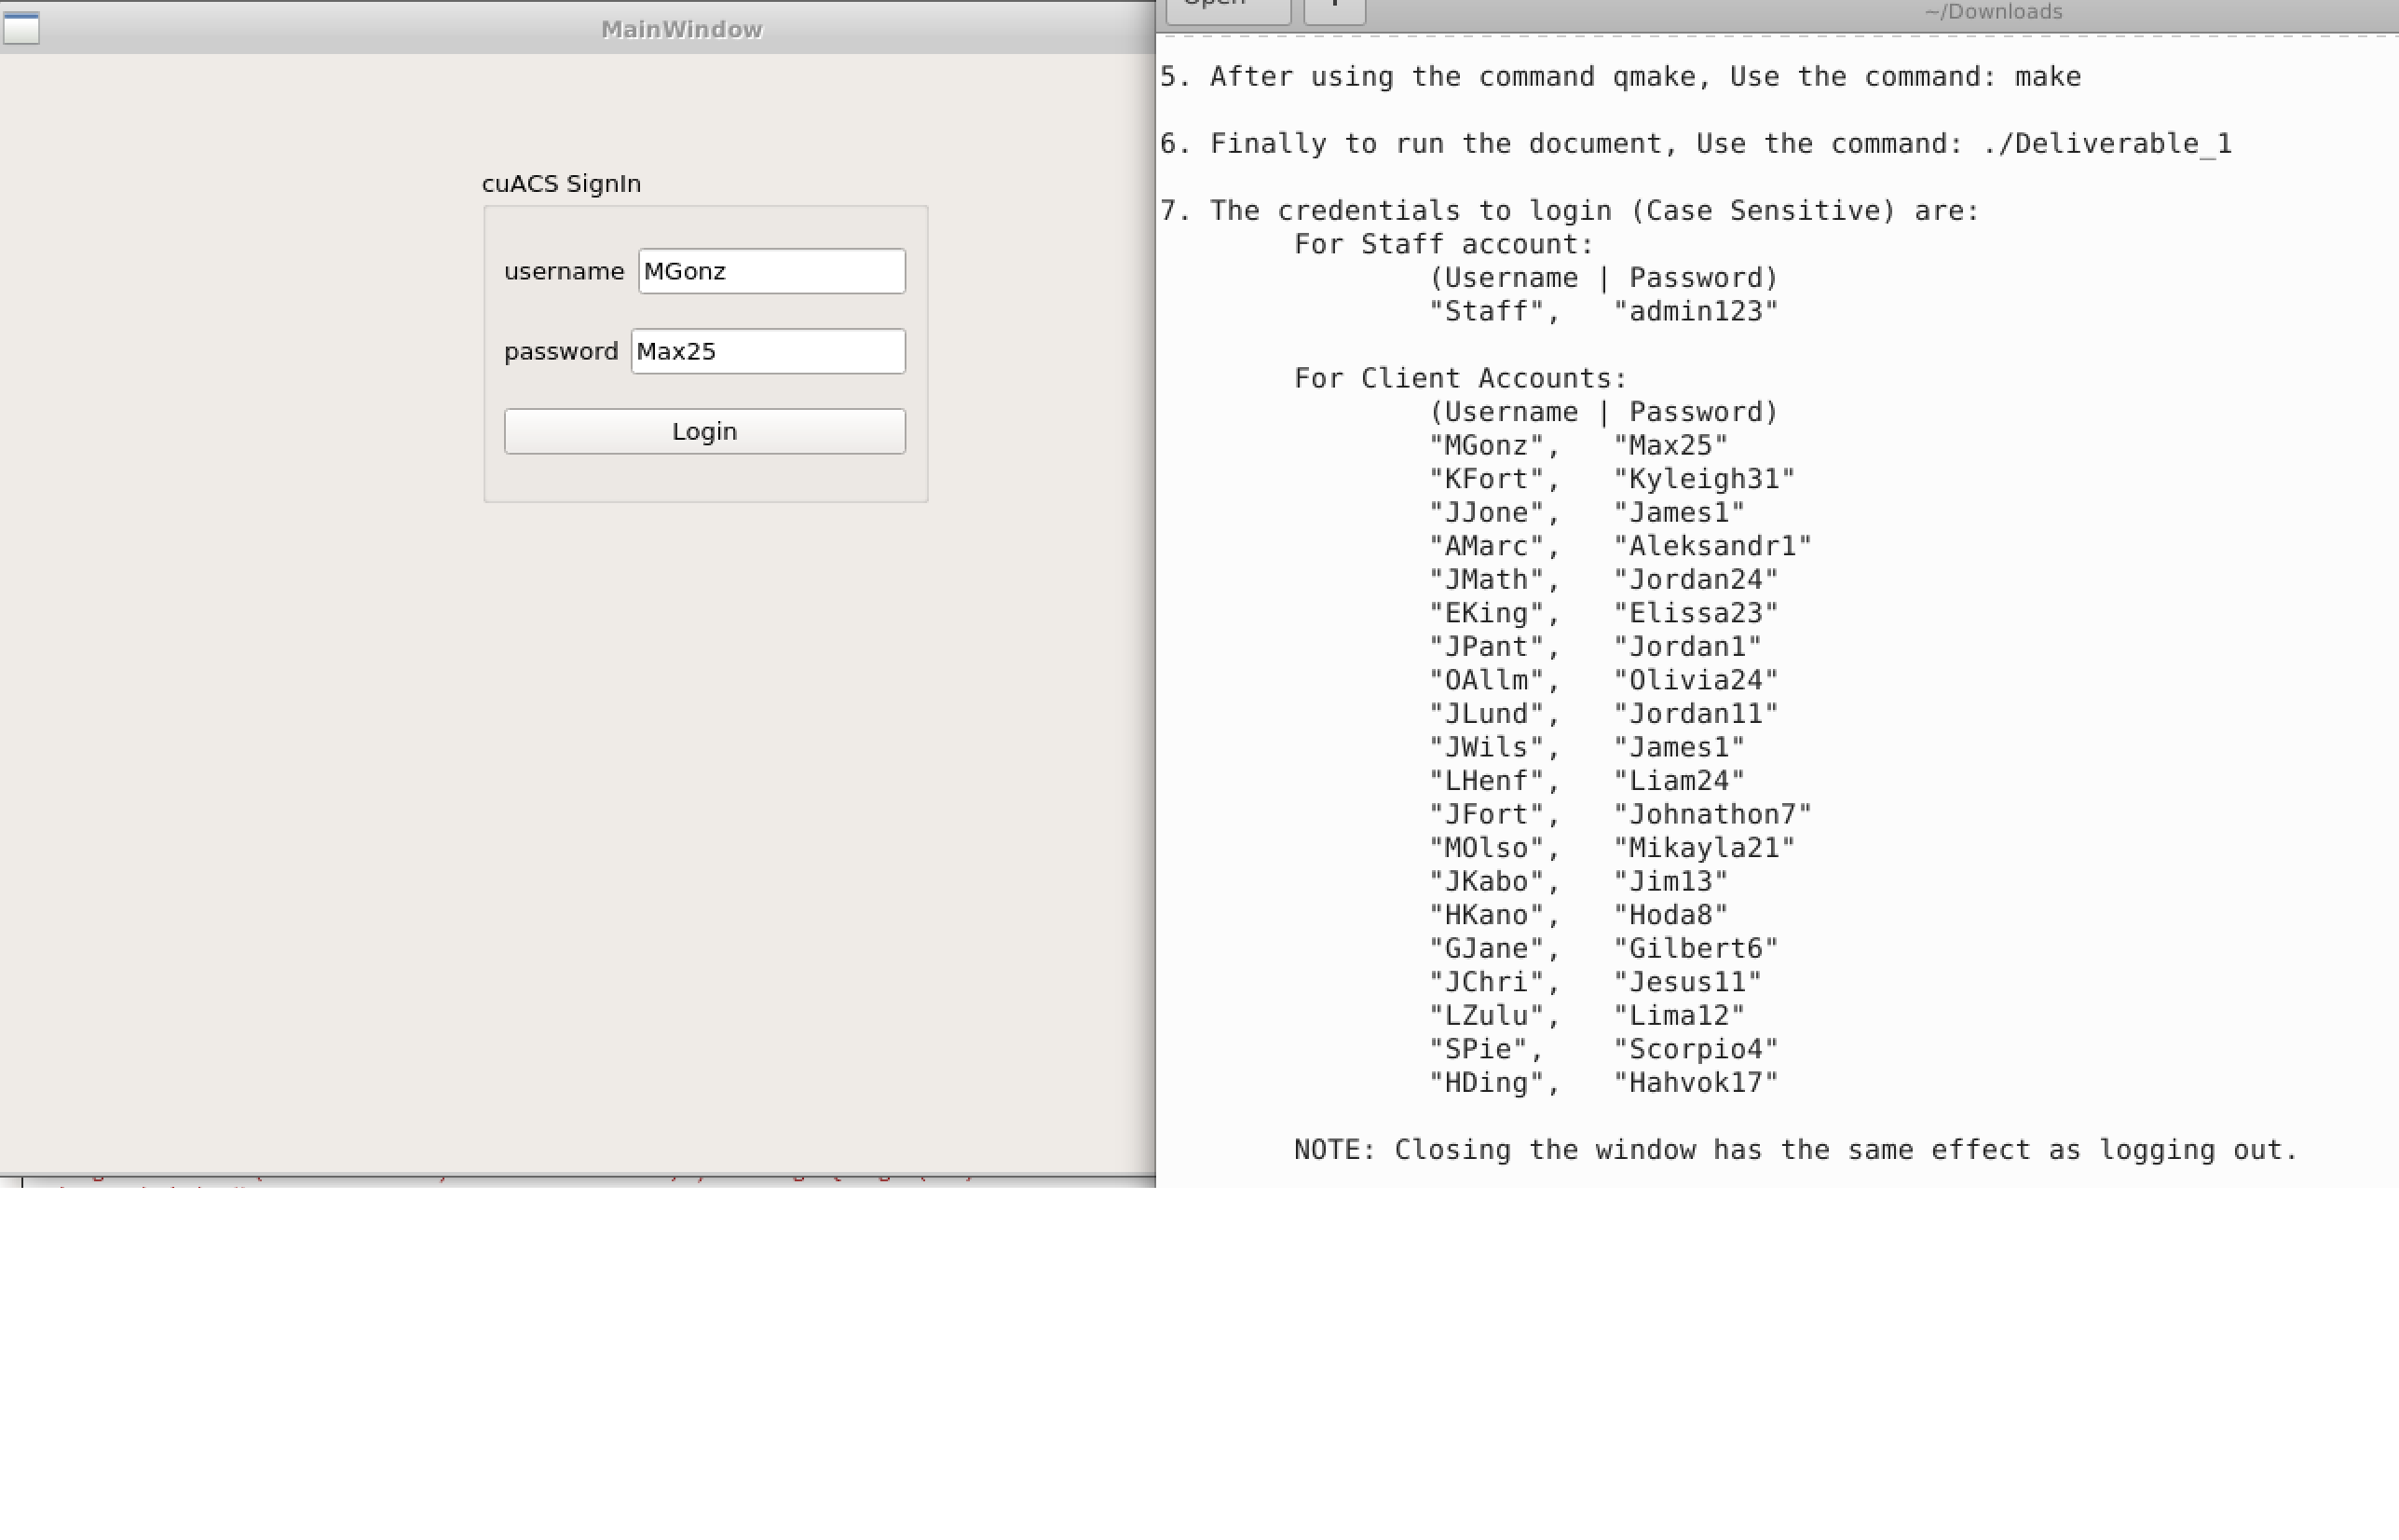 MainWindow
cuACS SignIn
username MGonz
password Max25
Login
Open
~/Downloads
5. After using the command qmake, Use the command: make
6. Finally to run the document, Use the command: ./Deliverable_1
7. The credentials to login (Case Sensitive) are:
For Staff account:
(Username | Password)
"Staff", "admin123"
For Client Accounts:
(Username | Password)
"MGonz", "Max25"
"KFort", "Kyleigh31"
"JJone", "James1"
"AMarc", "Aleksandr1"
"JMath", "Jordan24"
"EKing", "Elissa23"
"JPant", "Jordan1"
"OAllm", "Olivia24"
"JLund", "Jordan11"
"JWils", "James1"
"LHenf", "Liam24"
"JFort", "Johnathon7"
"MOlso", "Mikayla21"
"JKabo", "Jim13"
"HKano", "Hoda8"
"GJane", "Gilbert6"
"JChri", "Jesus11"
"LZulu", "Lima12"
"SPie", "Scorpio4"
"HDing", "Hahvok17"
NOTE: Closing the window has the same effect as logging out.